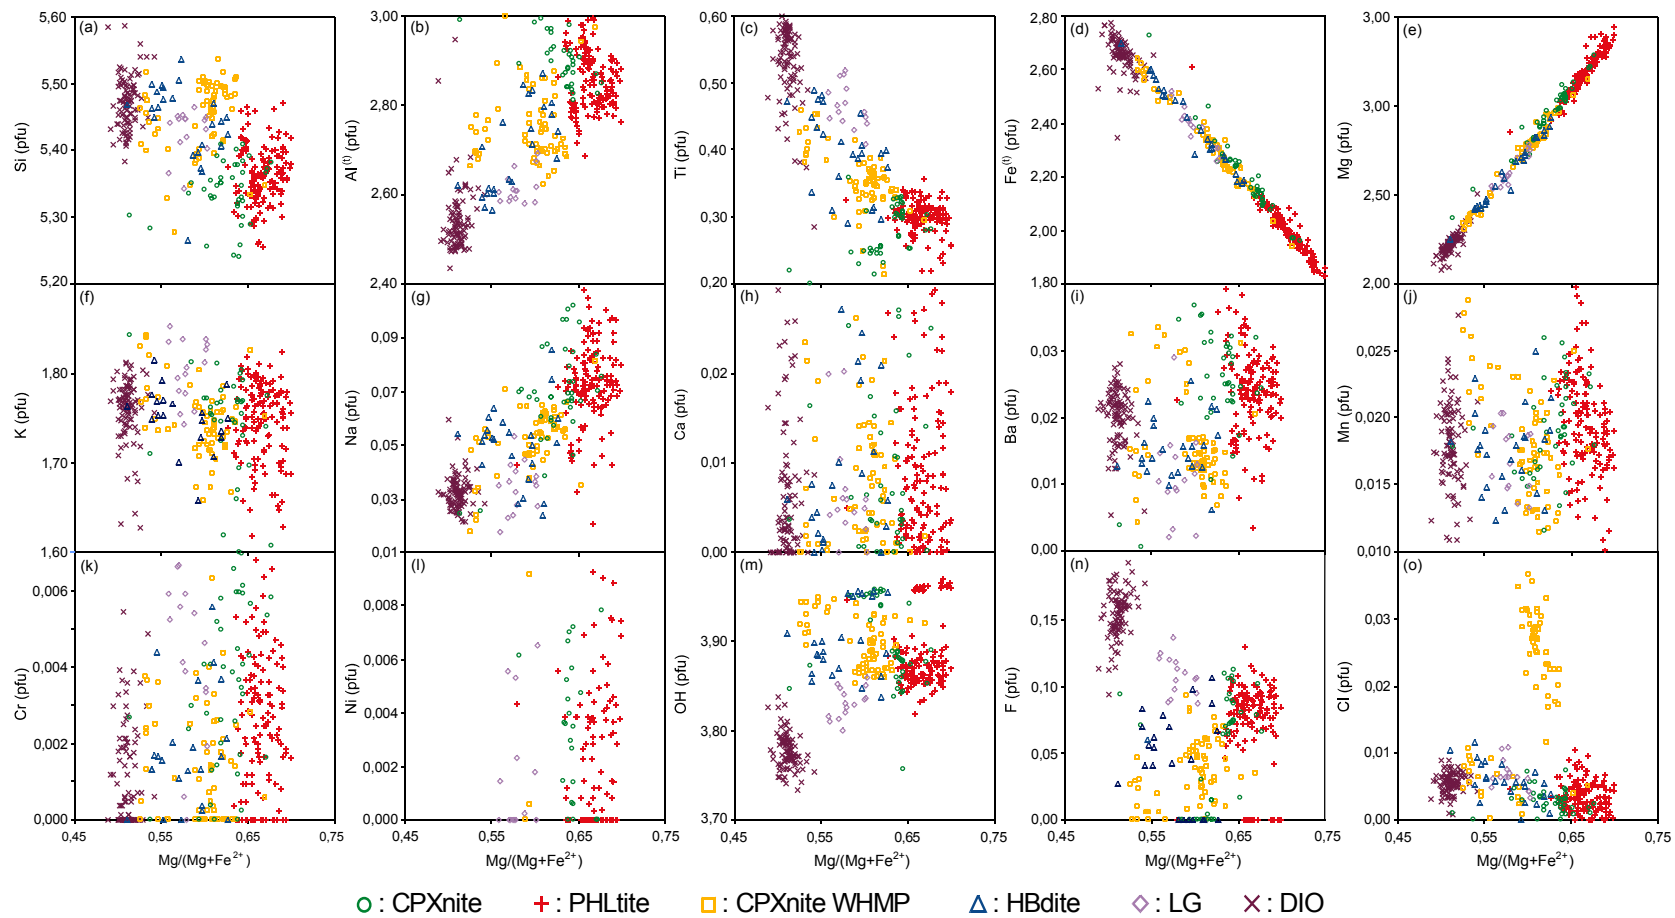 (a) (b) (c) (d) (e)
5,60 3,00 0,60 2,80 3,00
5,50 2,80 0,50 2,60 3,00
5,40 2,60 0,40 2,40 2,50
5,30 0,30 2,20
5,20 2,40 0,20 2,00 2,00
1,80
Si (pfu) Al(t) (pfu) Ti (pfu) Fe(t) (pfu) Mg (pfu)
(f) (g) (h) (i) (j)
1,80 0,09 0,02 0,03 0,025
1,70 0,07 0,01 0,02 0,020
1,60 0,05 0,00 0,01 0,015
0,03 0,00 0,010
0,01
K (pfu) Na (pfu) Ca (pfu) Ba (pfu) Mn (pfu)
(k) (l) (m) (n) (o)
0,006 0,008 3,90 0,15 0,03
0,004 0,006 3,80 0,10 0,02
0,002 0,004 3,70 0,05 0,01
0,000 0,002 0,00 0,00
0,000
Cr (pfu) Ni (pfu) OH (pfu) F (pfu) Cl (pfu)
0,45 0,55 0,65 0,75 0,45 0,55 0,65 0,75 0,45 0,55 0,65 0,75 0,45 0,55 0,65 0,75 0,45 0,55 0,65 0,75
Mg/(Mg+Fe2+) Mg/(Mg+Fe2+) Mg/(Mg+Fe2+) Mg/(Mg+Fe2+) Mg/(Mg+Fe2+)
: CPXnite : PHLtite : CPXnite WHMP : HBdite : LG : DIO